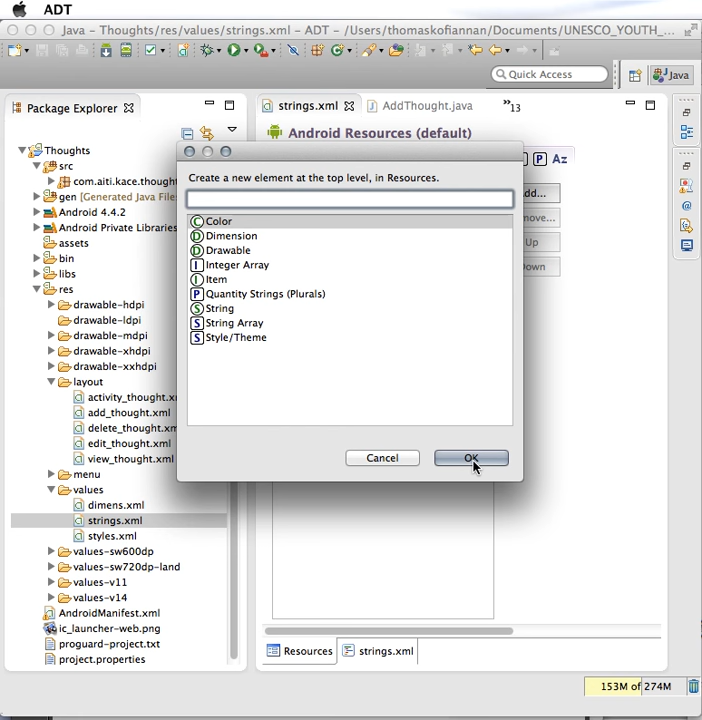 ADT
Java - Thoughts/res/values/strings.xml - ADT - /Users/thomaskofiannan/Documents/UNESCO_YOUTH_...
Quick Access
Java
Package Explorer
strings.xml
AddThought.java
»13
Android Resources (default)
P Az
Create a new element at the top level, in Resources.
dd...
move...
Up
Down
C Color
D Dimension
D Drawable
I Integer Array
I Item
P Quantity Strings (Plurals)
S String
S String Array
S Style/Theme
Cancel
OK
Thoughts
src
com.aiti.kace.though
gen [Generated Java File
Android 4.4.2
Android Private Libraries
assets
bin
libs
res
drawable-hdpi
drawable-ldpi
drawable-mdpi
drawable-xhdpi
drawable-xxhdpi
layout
activity_thought.x
add_thought.xml
delete_thought.xm
edit_thought.xml
view_thought.xml
menu
values
dimens.xml
strings.xml
styles.xml
values-sw600dp
values-sw720dp-land
values-v11
values-v14
AndroidManifest.xml
ic_launcher-web.png
proguard-project.txt
project.properties
Resources
strings.xml
153M of 274M